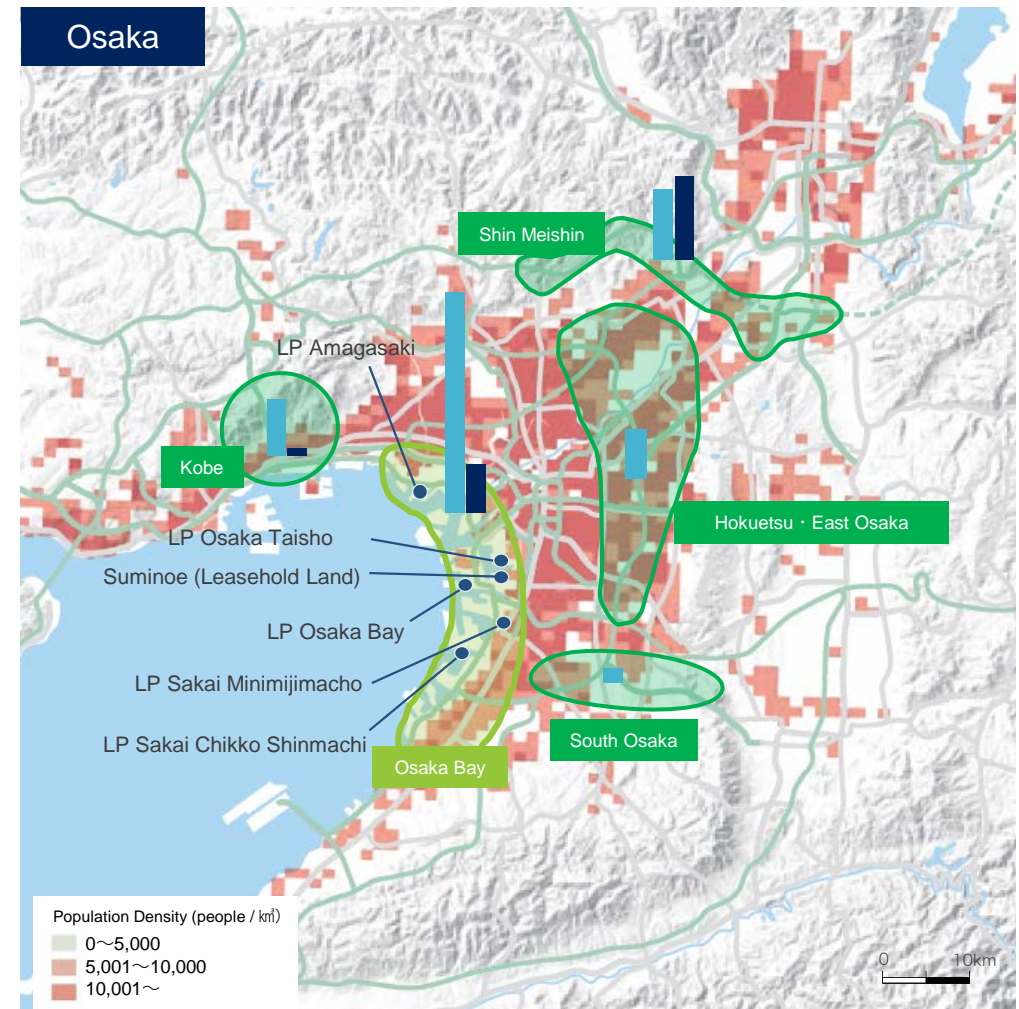 Osaka
Shin Meishin
LP Amagasaki
Kobe
Hokuetsu・East Osaka
LP Osaka Taisho
Suminoe (Leasehold Land)
LP Osaka Bay
LP Sakai Minimijimacho
LP Sakai Chikko Shinmachi
South Osaka
Osaka Bay
Population Density (people / k㎡)
0～5,000
5,001～10,000
10,001～
0 10km